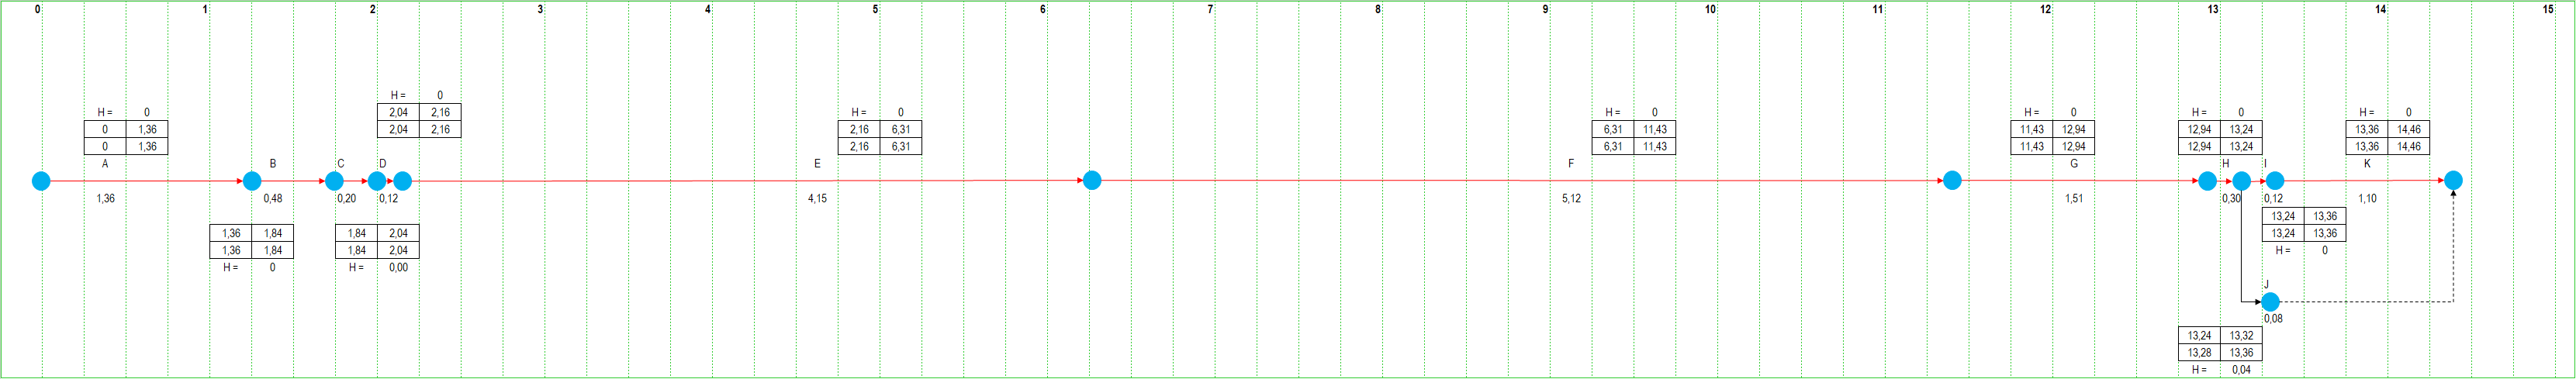 0 1 2 3 4 5 6 7 8 9 10 11 12 13 14 15
H = 0
2,04 2,16
2,04 2,16
H = 0
0 1,36
0 1,36
H = 0
2,16 6,31
2,16 6,31
H = 0
6,31 11,43
6,31 11,43
H = 0
11,43 12,94
11,43 12,94
H = 0
12,94 13,24
12,94 13,24
H = 0
13,36 14,46
13,36 14,46
A B C D E F G H I K
1,36 0,48 0,20 0,12 4,15 5,12 1,51 0,30 0,12 1,10
1,36 1,84
1,36 1,84
H = 0
1,84 2,04
1,84 2,04
H = 0,00
13,24 13,36
13,24 13,36
H = 0
J
0,08
13,24 13,32
13,28 13,36
H = 0,04